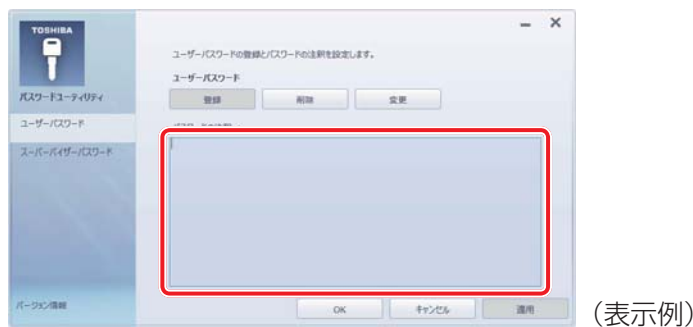 TOSHIBA
パスワードユーティリティ
ユーザーパスワード
スーパーバイザーパスワード
バージョン情報
ユーザーパスワードの登録とパスワードの注釈を設定します。
ユーザーパスワード
登録 削除 変更
OK キャンセル 適用
(表示例)